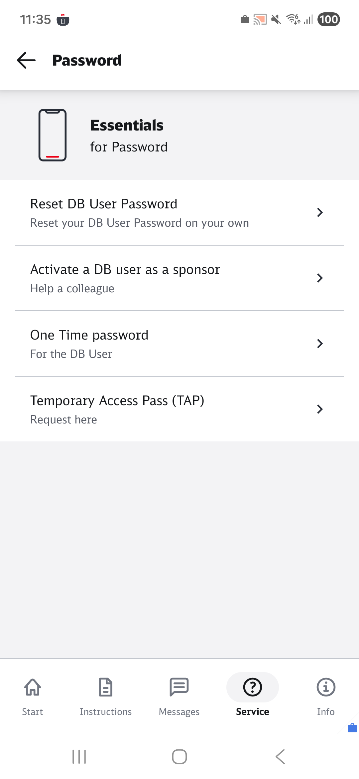 11:35
100
Password
Essentials
for Password
Reset DB User Password
Reset your DB User Password on your own
Activate a DB user as a sponsor
Help a colleague
One Time password
For the DB User
Temporary Access Pass (TAP)
Request here
Start Instructions Messages Service Info